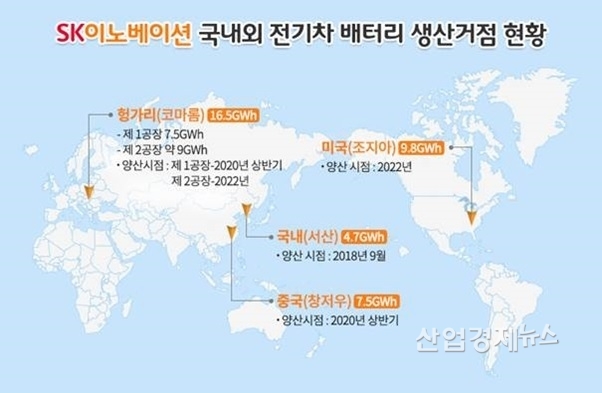 SK이노베이션 국내외 전기차 배터리 생산거점 현황
헝가리(코마롬) 16.5GWh
- 제 1공장 7.5GWh
- 제 2공장 약 9GWh
• 양산시점 : 제 1공장-2020년 상반기
제 2공장-2022년
미국(조지아) 9.8GWh
• 양산 시점 : 2022년
국내(서산) 4.7GWh
• 양산 시점 : 2018년 9월
중국(창저우) 7.5GWh
• 양산시점 : 2020년 상반기
산업경제뉴스